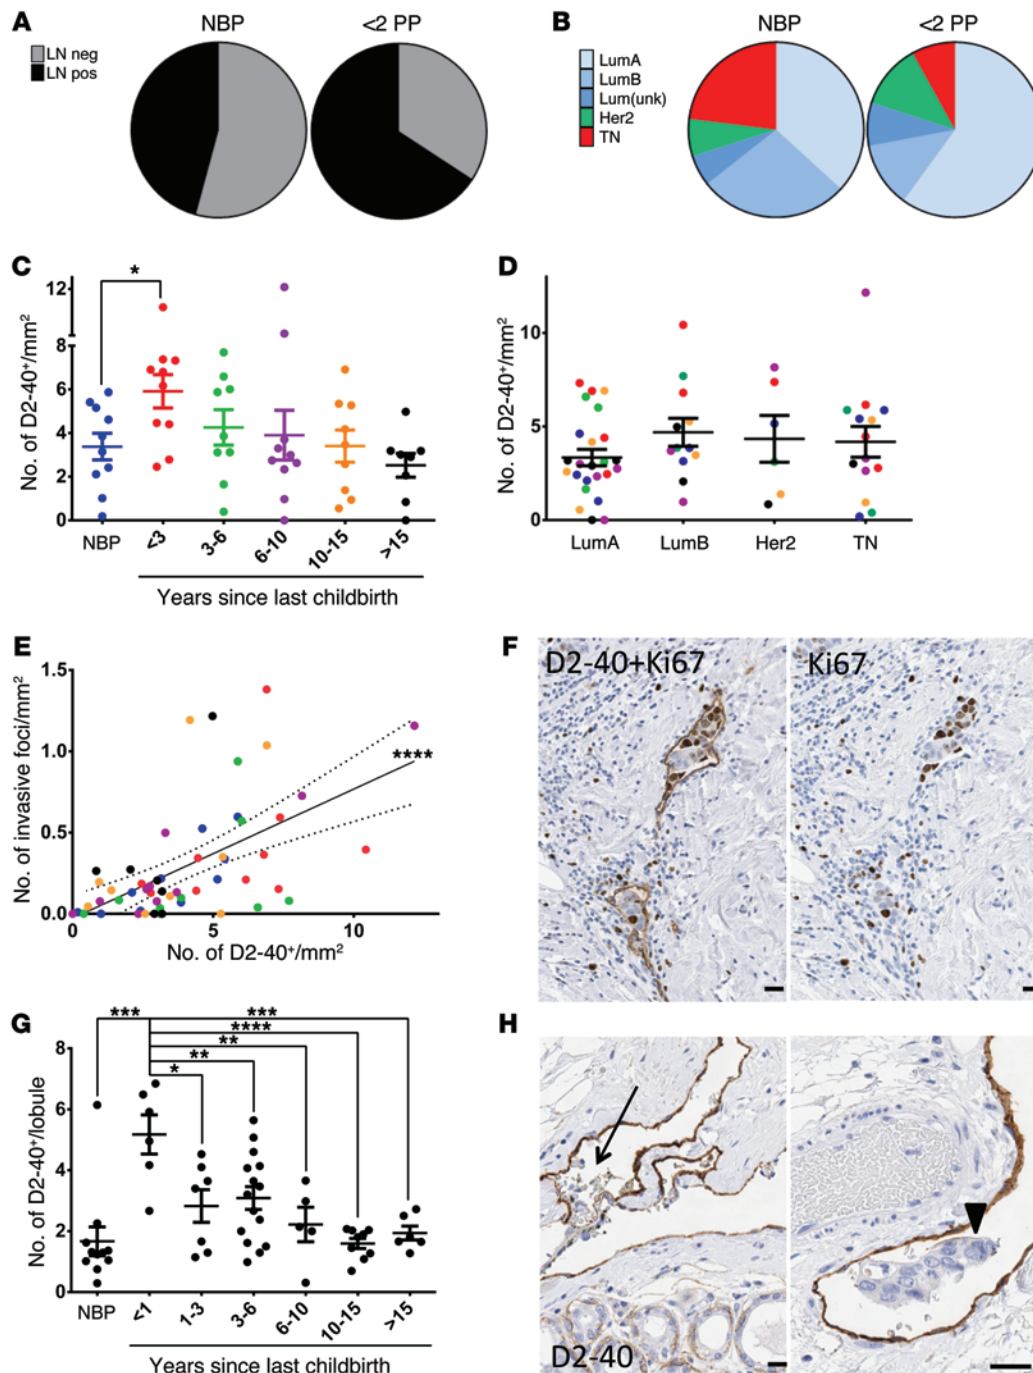 A
NBP
<2 PP
LN neg
LN pos
B
NBP
<2 PP
LumA
LumB
Lum(unk)
Her2
TN
C
No. of D2-40⁺/mm²
12
8
6
4
2
0
*
NBP
<3
3-6
6-10
10-15
>15
Years since last childbirth
D
No. of D2-40⁺/mm²
10
5
0
LumA
LumB
Her2
TN
E
No. of invasive foci/mm²
1.5
1.0
0.5
0.0
****
0
5
10
No. of D2-40⁺/mm²
F
D2-40+Ki67
Ki67
G
No. of D2-40⁺/lobule
8
6
4
2
0
***
***
****
**
**
*
NBP
<1
1-3
3-6
6-10
10-15
>15
Years since last childbirth
H
D2-40